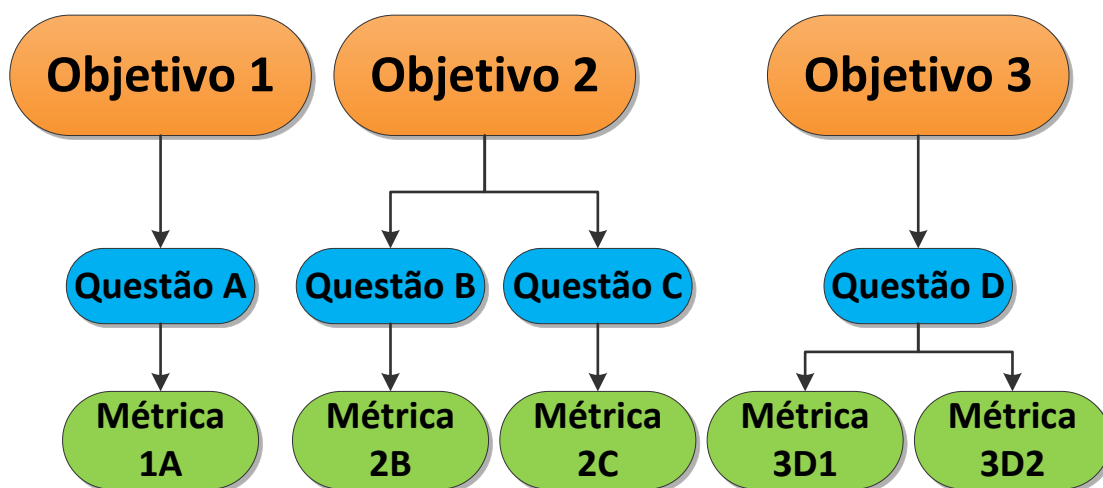 Objetivo 1
Objetivo 2
Objetivo 3
Questão A
Questão B
Questão C
Questão D
Métrica
1A
Métrica
2B
Métrica
2C
Métrica
3D1
Métrica
3D2